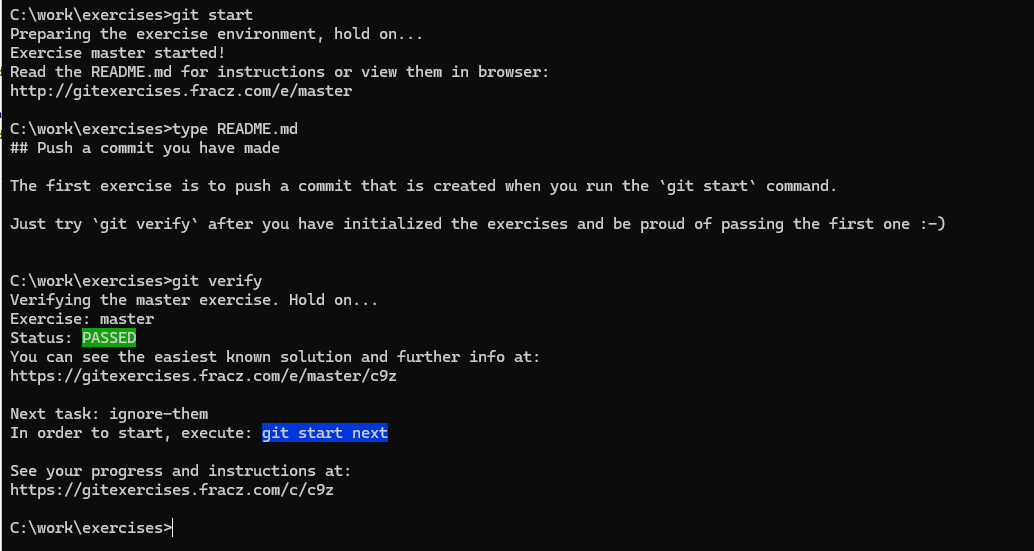 C:\work\exercises>git start
Preparing the exercise environment, hold on...
Exercise master started!
Read the README.md for instructions or view them in browser:
http://gitexercises.fracz.com/e/master
C:\work\exercises>type README.md
## Push a commit you have made
The first exercise is to push a commit that is created when you run the `git start` command.
Just try `git verify` after you have initialized the exercises and be proud of passing the first one :-)
C:\work\exercises>git verify
Verifying the master exercise. Hold on...
Exercise: master
Status: PASSED
You can see the easiest known solution and further info at:
https://gitexercises.fracz.com/e/master/c9z
Next task: ignore-them
In order to start, execute: git start next
See your progress and instructions at:
https://gitexercises.fracz.com/c/c9z
C:\work\exercises>